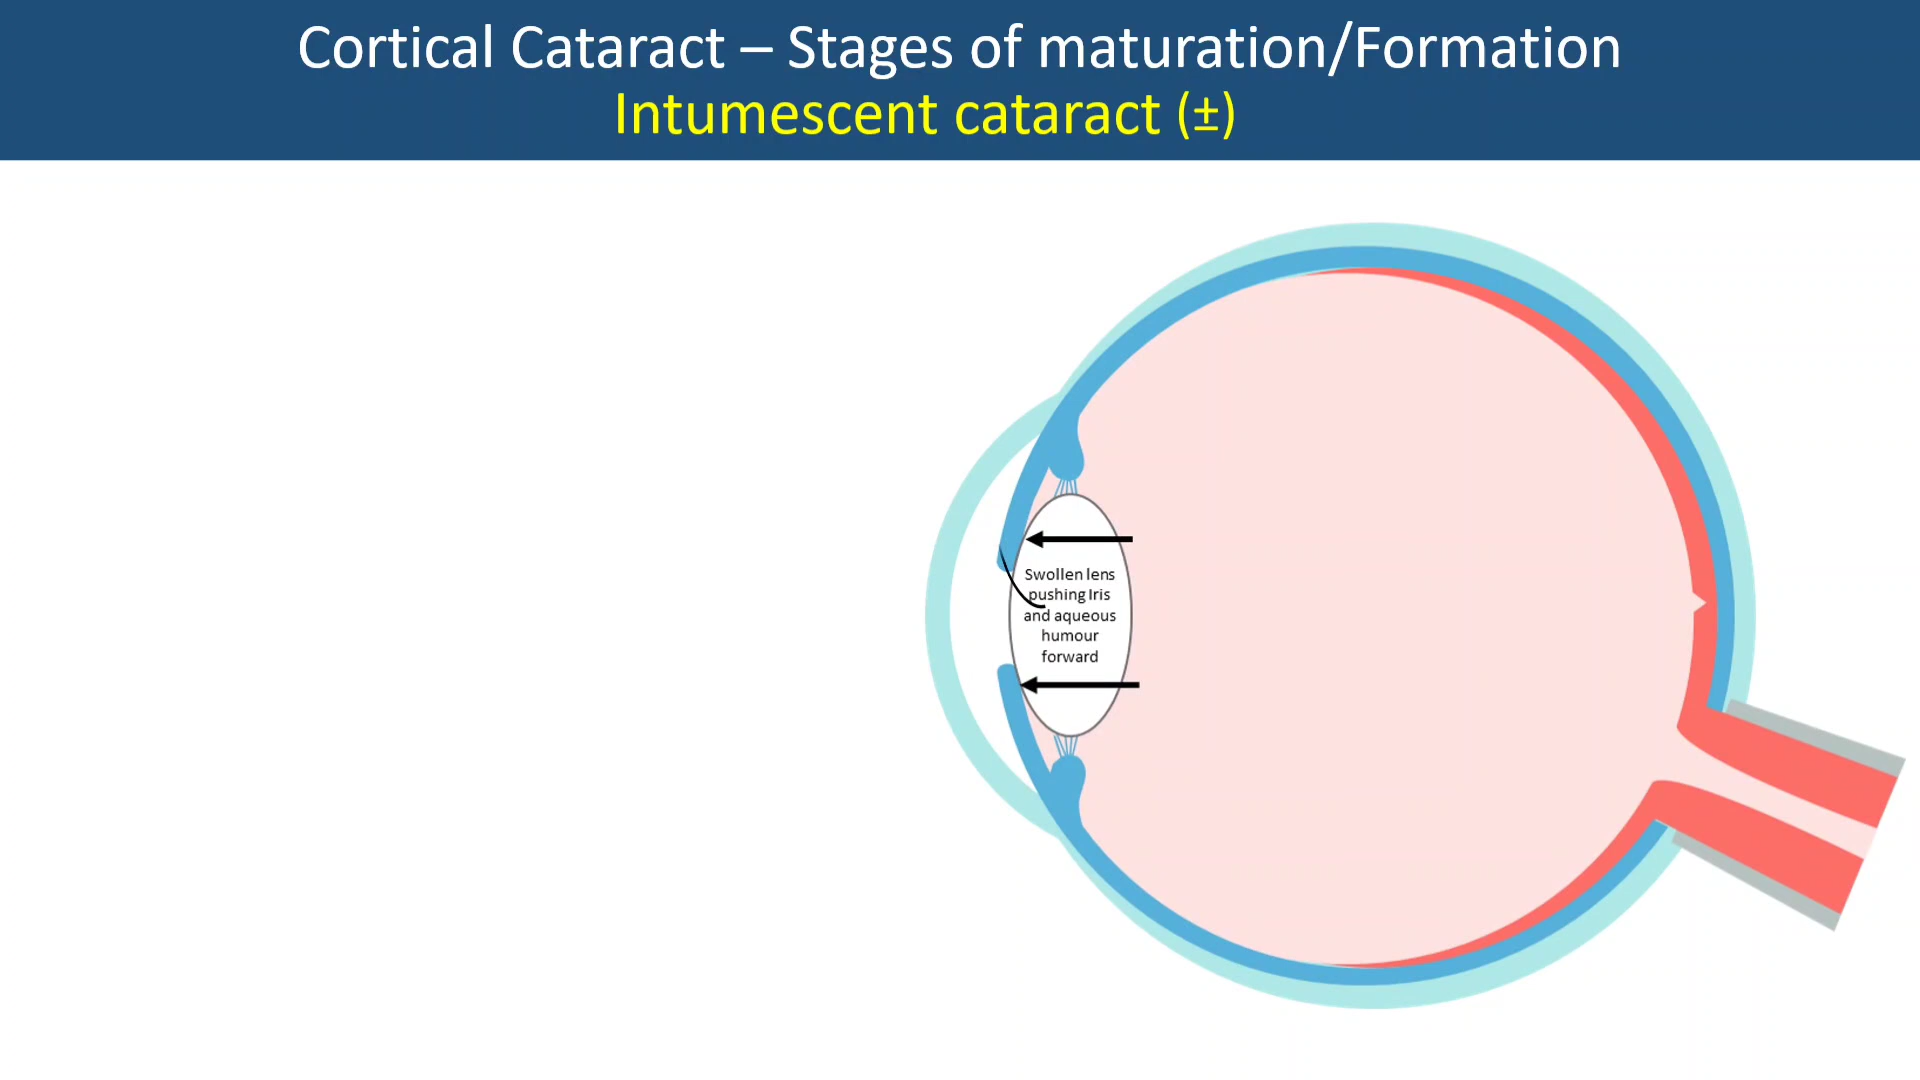 Cortical Cataract – Stages of maturation/Formation
Intumescent cataract (±)
Swollen lens
pushing Iris
and aqueous
humour
forward